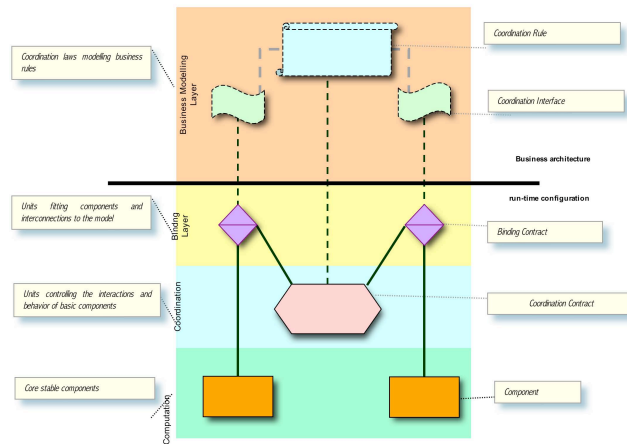 Coordination Rule
Coordination laws modelling business
rules
Business Modelling
Layer
Coordination Interface
Business architecture
run-time configuration
Units fitting components and
interconnections to the model
Binding
Layer
Binding Contract
Units controlling the interactions and
behavior of basic components
Coordination
Coordination Contract
Core stable components
Computation
Component